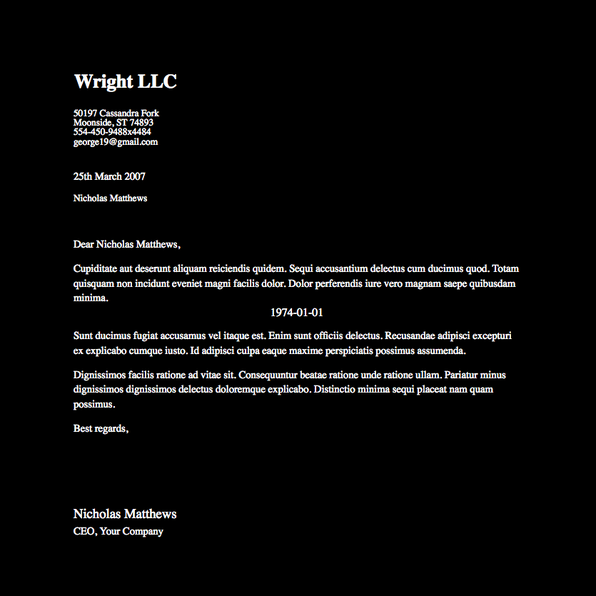 Wright LLC
50197 Cassandra Fork
Moonside, ST 74893
554-450-9488x4484
george19@gmail.com
25th March 2007
Nicholas Matthews
Dear Nicholas Matthews,
Cupiditate aut deserunt aliquam reiciendis quidem. Sequi accusantium delectus cum ducimus quod. Totam
quisquam non incidunt eveniet magni facilis dolor. Dolor perferendis iure vero magnam saepe quibusdam
minima.
1974-01-01
Sunt ducimus fugiat accusamus vel itaque est. Enim sunt officiis delectus. Recusandae adipisci excepturi
ex explicabo cumque iusto. Id adipisci culpa eaque maxime perspiciatis possimus assumenda.
Dignissimos facilis ratione ad vitae sit. Consequuntur beatae ratione unde ratione ullam. Pariatur minus
dignissimos dignissimos delectus doloremque explicabo. Distinctio minima sequi placeat nam quam
possimus.
Best regards,
Nicholas Matthews
CEO, Your Company